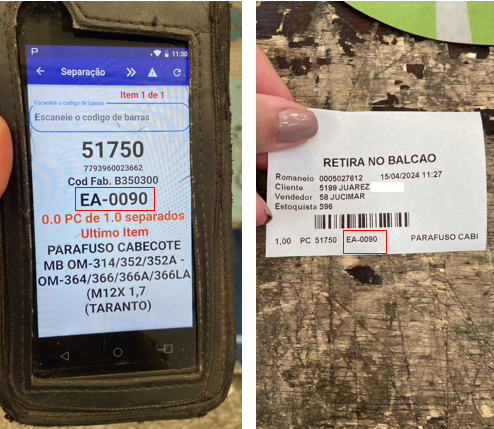 P 11:30
Separação
Item 1 de 1
Escaneie o codigo de barras
Escaneie o codigo de barras
51750
7793960023662
Cod Fab. B350300
EA-0090
0.0 PC de 1.0 separados
Ultimo Item
PARAFUSO CABECOTE
MB OM-314/352/352A -
OM-364/366/366A/366LA
(M12X 1,7
(TARANTO)
RETIRA NO BALCAO
Romaneio 0005027612 15/04/2024 11:27
Cliente 5199 JUAREZ
Vendedor 58 JUCIMAR
Estoquista 596
1,00 PC 51750 EA-0090 PARAFUSO CABI